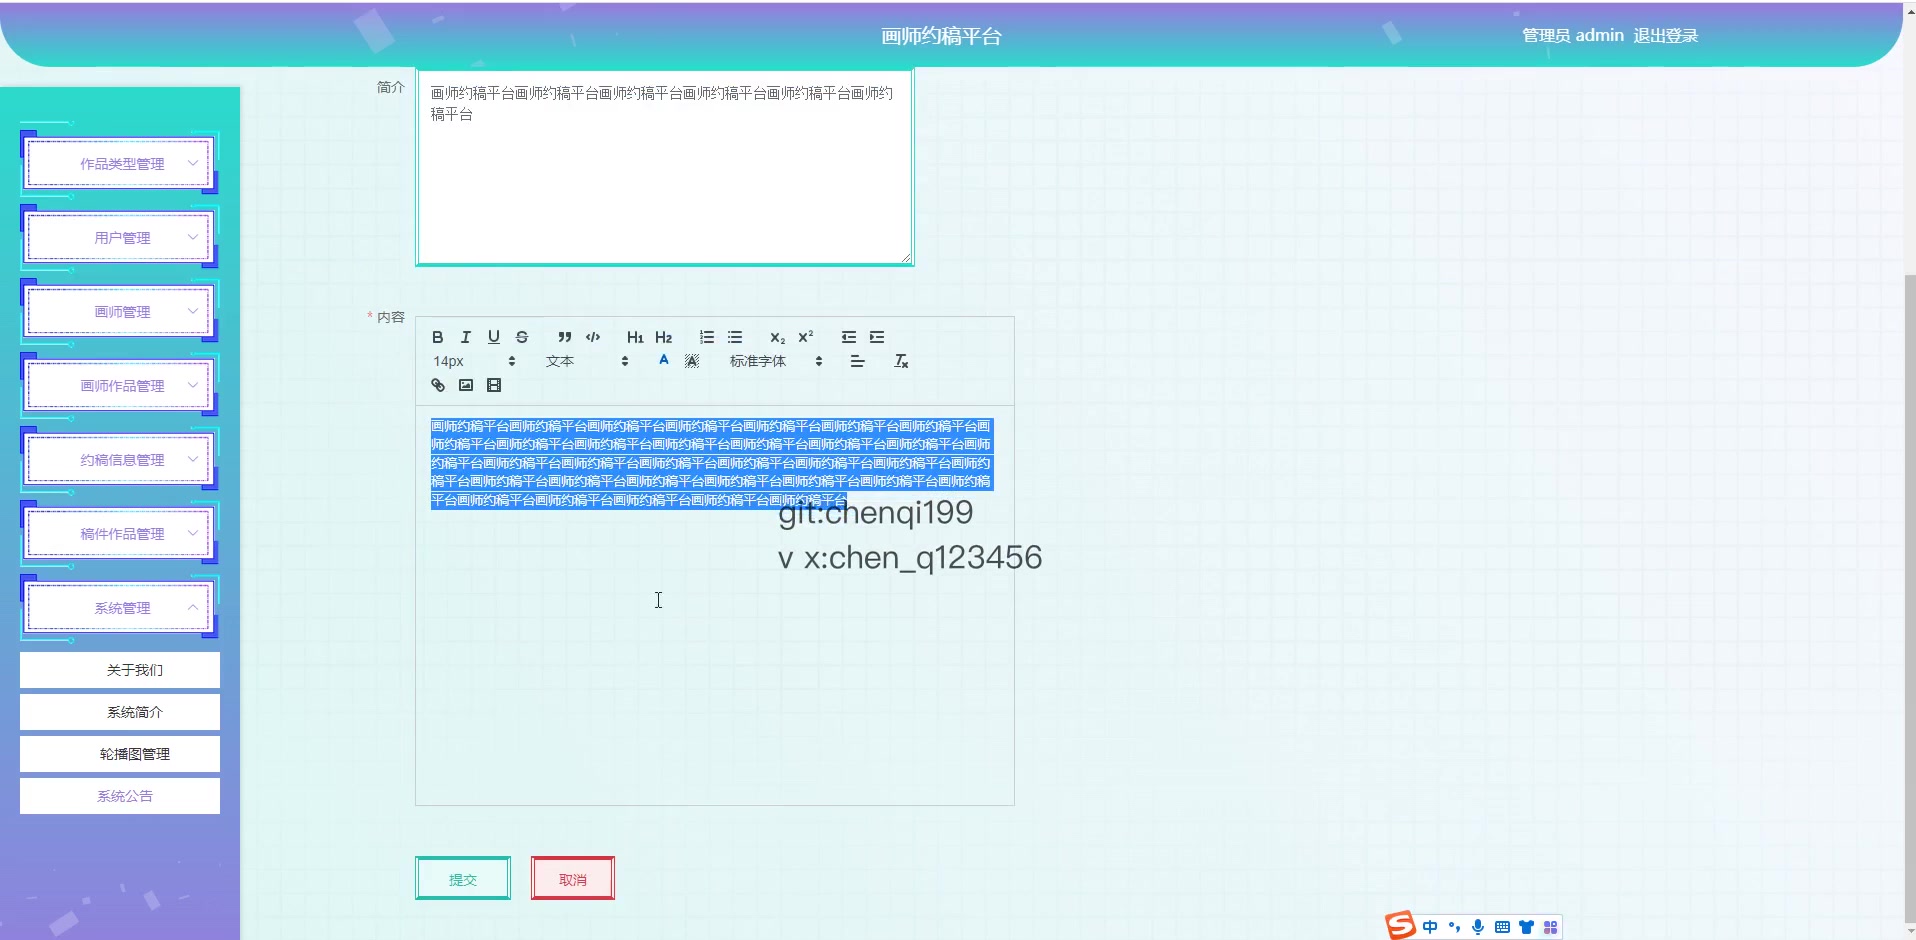 画师约稿平台
管理员 admin 退出登录
简介
画师约稿平台画师约稿平台画师约稿平台画师约稿平台画师约稿平台画师约
稿平台
作品类型管理
用户管理
画师管理
画师作品管理
约稿信息管理
稿件作品管理
系统管理
关于我们
系统简介
轮播图管理
系统公告
* 内容
B I U S H1 H2 X2 X2
14px 文本 A A 标准字体 Tx
画师约稿平台画师约稿平台画师约稿平台画师约稿平台画师约稿平台画师约稿平台画师约稿平台画
师约稿平台画师约稿平台画师约稿平台画师约稿平台画师约稿平台画师约稿平台画师约稿平台画师
约稿平台画师约稿平台画师约稿平台画师约稿平台画师约稿平台画师约稿平台画师约稿平台画师约
稿平台画师约稿平台画师约稿平台画师约稿平台画师约稿平台画师约稿平台画师约稿平台画师约稿
平台画师约稿平台画师约稿平台画师约稿平台画师约稿平台画师约稿平台
git:chenqi199
v x:chen_q123456
提交
取消
中